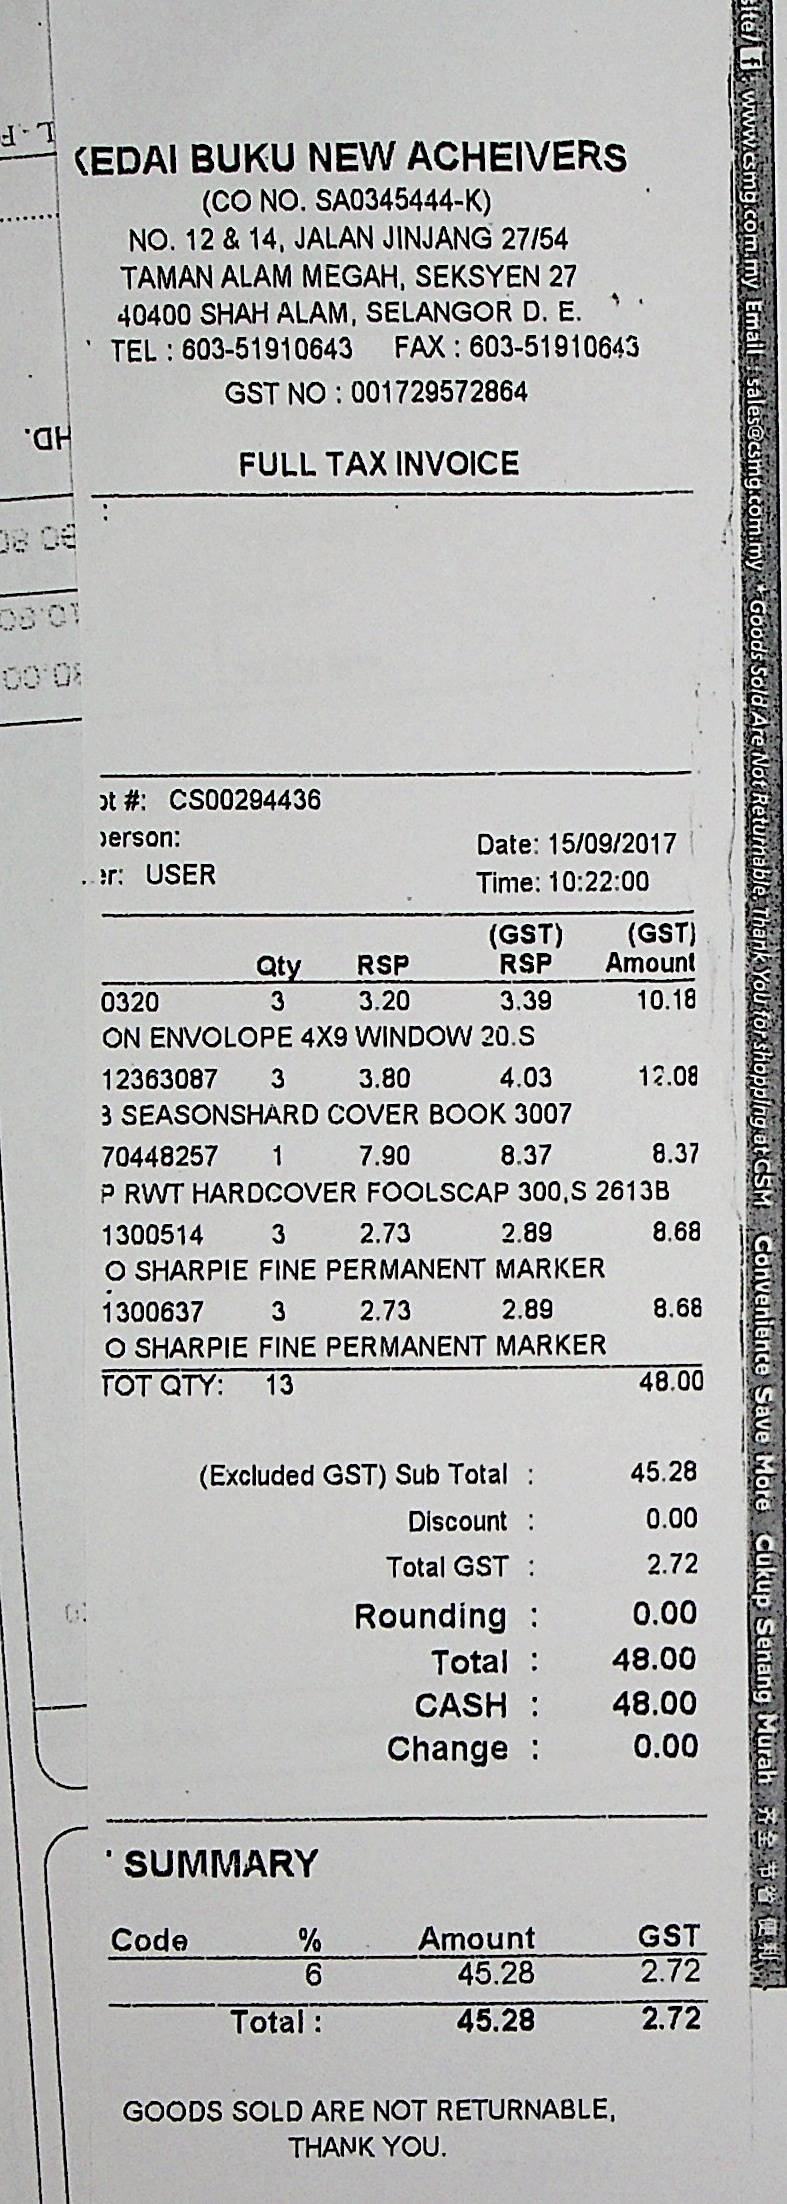 KEDAI BUKU NEW ACHEIVERS
(CO NO. SA0345444-K)
NO. 12 & 14, JALAN JINJANG 27/54
TAMAN ALAM MEGAH, SEKSYEN 27
40400 SHAH ALAM, SELANGOR D. E.
TEL : 603-51910643 FAX : 603-51910643
GST NO : 001729572864
FULL TAX INVOICE
:
ot #: CS00294436
person:
Date: 15/09/2017
er: USER
Time: 10:22:00
(GST) (GST)
Qty RSP RSP Amount
0320 3 3.20 3.39 10.18
ON ENVOLOPE 4X9 WINDOW 20.S
12363087 3 3.80 4.03 12.08
3 SEASONSHARD COVER BOOK 3007
70448257 1 7.90 8.37 8.37
P RWT HARDCOVER FOOLSCAP 300,S 2613B
1300514 3 2.73 2.89 8.68
O SHARPIE FINE PERMANENT MARKER
1300637 3 2.73 2.89 8.68
O SHARPIE FINE PERMANENT MARKER
TOT QTY: 13 48.00
(Excluded GST) Sub Total : 45.28
Discount : 0.00
Total GST : 2.72
Rounding : 0.00
Total : 48.00
CASH : 48.00
Change : 0.00
SUMMARY
Code % Amount GST
6 45.28 2.72
Total : 45.28 2.72
GOODS SOLD ARE NOT RETURNABLE,
THANK YOU.
site / f : www.csmg.com.my Email : sales@csmg.com.my * Goods Sold Are Not Returnable. Thank You for shopping at CSM Convenience Save More Cukup Senang Murah 齐全 节省 便利
HD.